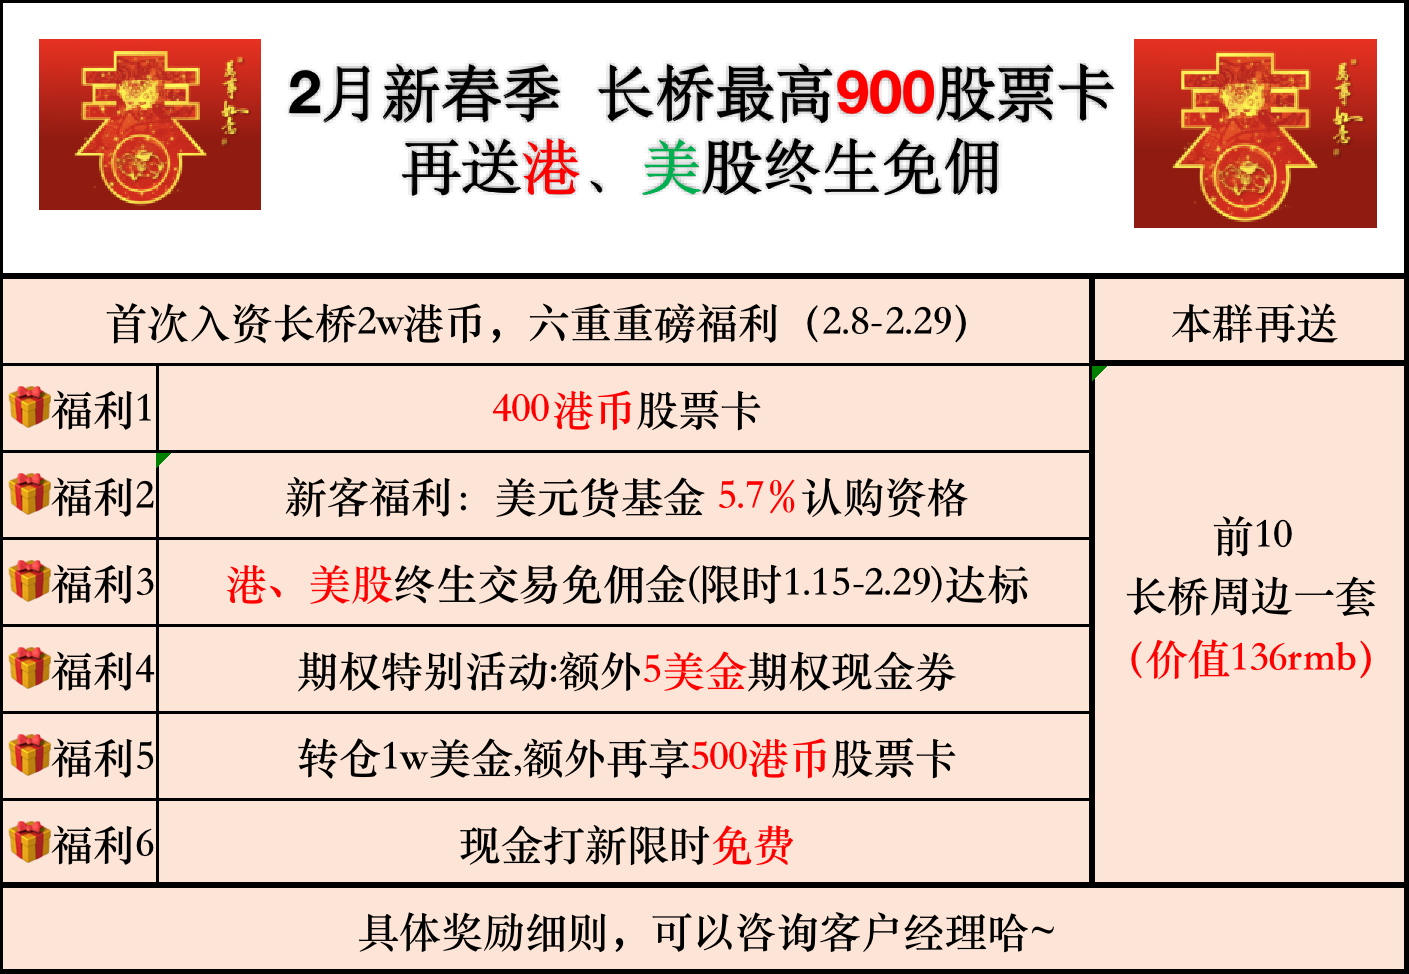 2月新春季 长桥最高900股票卡
再送港、美股终生免佣
萬事如意
萬事如意
首次入资长桥2w港币，六重重磅福利（2.8-2.29）
本群再送
福利1 400港币股票卡
福利2 新客福利：美元货基金 5.7%认购资格
福利3 港、美股终生交易免佣金(限时1.15-2.29)达标
福利4 期权特别活动:额外5美金期权现金券
福利5 转仓1w美金,额外再享500港币股票卡
福利6 现金打新限时免费
前10
长桥周边一套
（价值136rmb）
具体奖励细则，可以咨询客户经理哈~